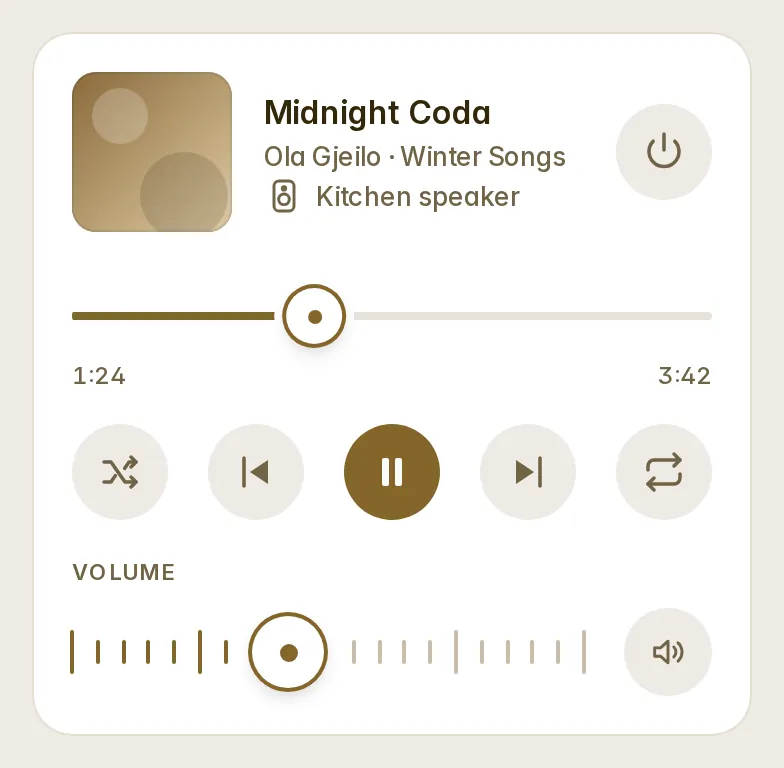 Midnight Coda
Ola Gjeilo · Winter Songs
Kitchen speaker
1:24
3:42
VOLUME